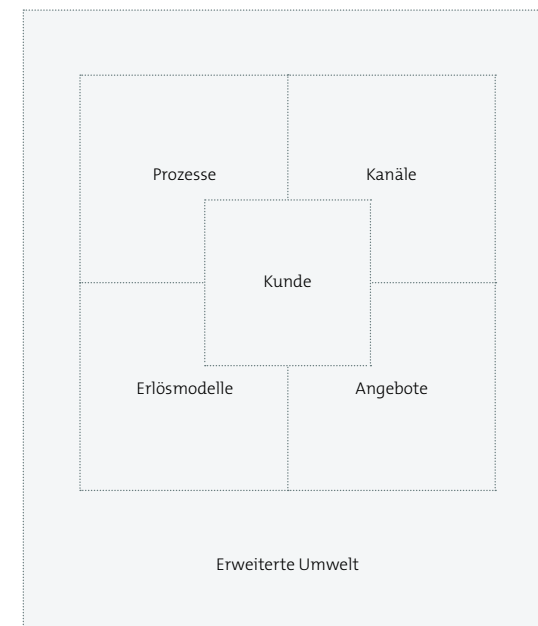 Prozesse
Kanäle
Kunde
Erlösmodelle
Angebote
Erweiterte Umwelt